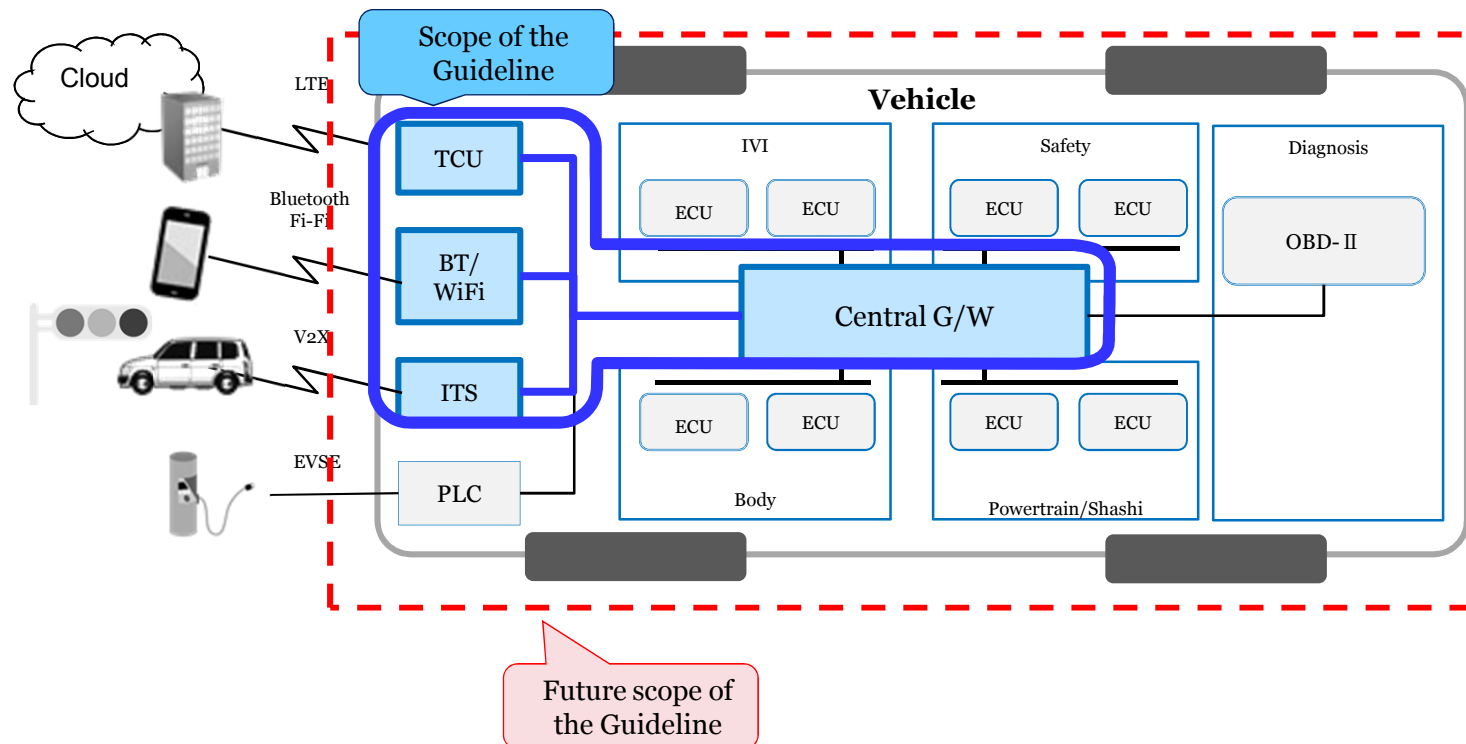 Scope of the
Guideline
Cloud
LTE
Vehicle
TCU
IVI
Safety
Diagnosis
Bluetooth
Fi-Fi
ECU
ECU
ECU
ECU
OBD-Ⅱ
BT/
WiFi
Central G/W
V2X
ITS
ECU
ECU
ECU
ECU
EVSE
PLC
Body
Powertrain/Shashi
Future scope of
the Guideline